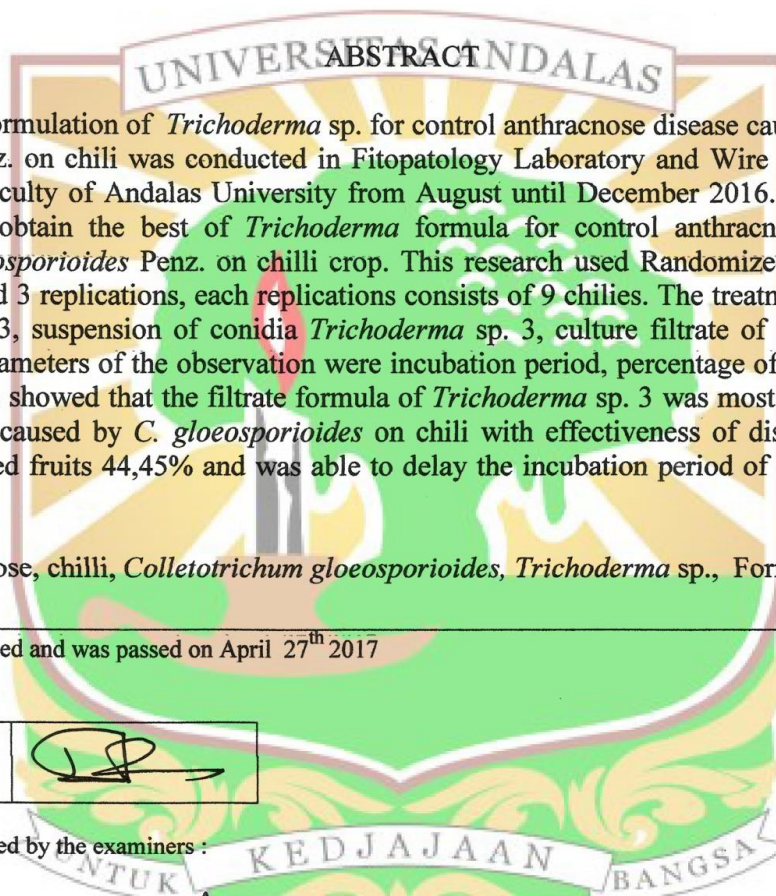 UNIVERSITAS ANDALAS
ABSTRACT
ormulation of Trichoderma sp. for control anthracnose disease cau
z. on chili was conducted in Fitopatology Laboratory and Wire
culty of Andalas University from August until December 2016.
obtain the best of Trichoderma formula for control anthracn
osporioides Penz. on chilli crop. This research used Randomize
d 3 replications, each replications consists of 9 chilies. The treatm
3, suspension of conidia Trichoderma sp. 3, culture filtrate of
ameters of the observation were incubation period, percentage of
showed that the filtrate formula of Trichoderma sp. 3 was most
caused by C. gloeosporioides on chili with effectiveness of dis
ed fruits 44,45% and was able to delay the incubation period of
ose, chilli, Colletotrichum gloeosporioides, Trichoderma sp., For
ed and was passed on April 27th 2017
ed by the examiners :
UNTUK KEDJAJAAN BANGSA